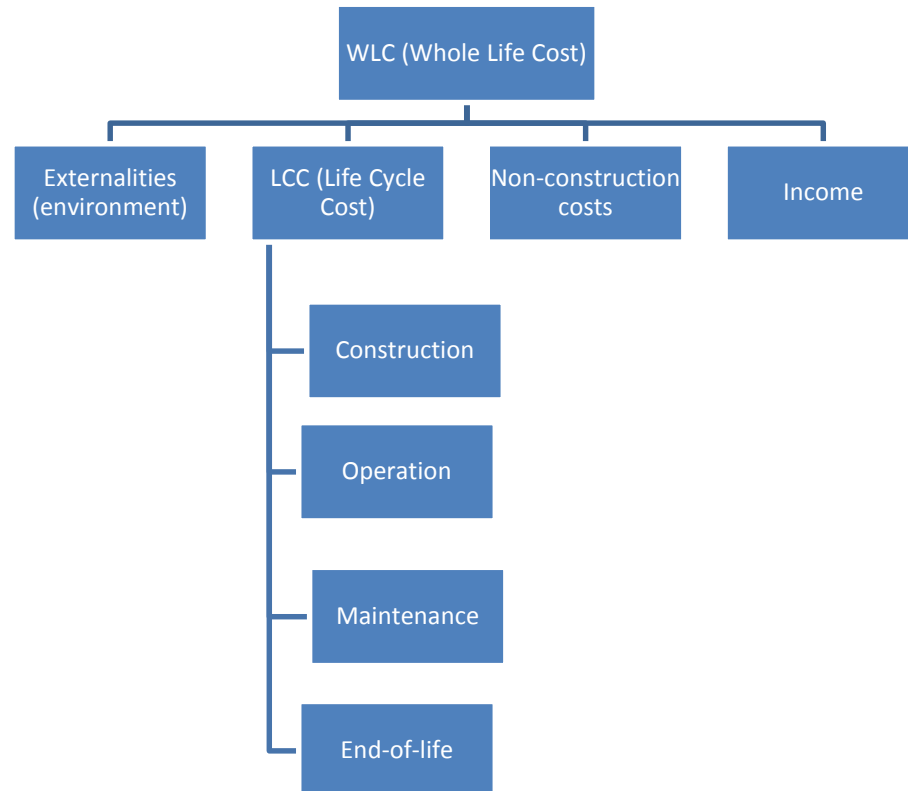 WLC (Whole Life Cost)
Externalities
(environment)
LCC (Life Cycle
Cost)
Non-construction
costs
Income
Construction
Operation
Maintenance
End-of-life